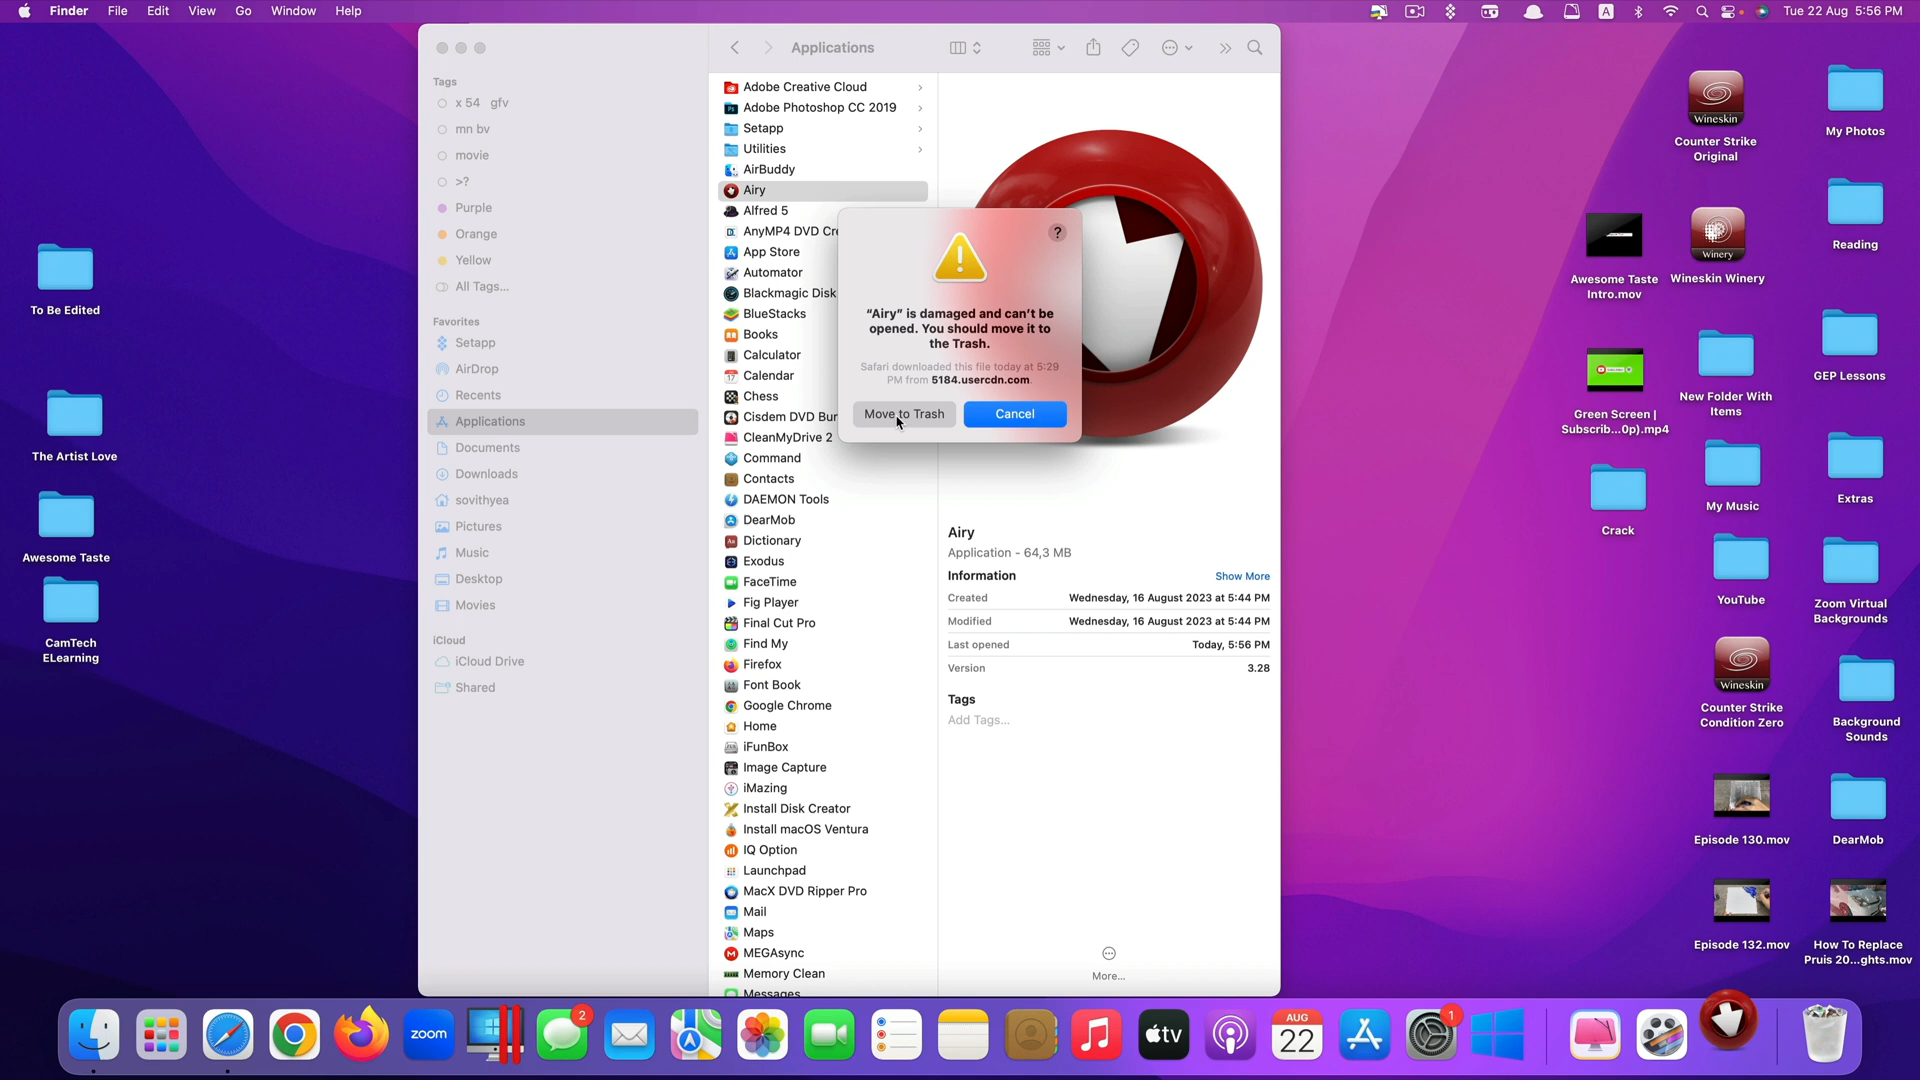 Finder File Edit View Go Window Help
A
Tue 22 Aug 5:56 PM
Applications
Tags
x 54 gfv
mn bv
movie
>?
Purple
Orange
Yellow
All Tags...
Favorites
Setapp
AirDrop
Recents
Applications
Documents
Downloads
sovithyea
Pictures
Music
Desktop
Movies
iCloud
iCloud Drive
Shared
Adobe Creative Cloud
Adobe Photoshop CC 2019
Setapp
Utilities
AirBuddy
Airy
Alfred 5
AnyMP4 DVD Cr
App Store
Automator
Blackmagic Disk
BlueStacks
Books
Calculator
Calendar
Chess
Cisdem DVD Bur
CleanMyDrive 2
Command
Contacts
DAEMON Tools
DearMob
Dictionary
Exodus
FaceTime
Fig Player
Final Cut Pro
Find My
Firefox
Font Book
Google Chrome
Home
iFunBox
Image Capture
iMazing
Install Disk Creator
Install macOS Ventura
IQ Option
Launchpad
MacX DVD Ripper Pro
Mail
Maps
MEGAsync
Memory Clean
Messages
?
“Airy” is damaged and can’t be
opened. You should move it to
the Trash.
Safari downloaded this file today at 5:29
PM from 5184.usercdn.com.
Move to Trash
Cancel
Airy
Application - 64,3 MB
Information
Show More
Created Wednesday, 16 August 2023 at 5:44 PM
Modified Wednesday, 16 August 2023 at 5:44 PM
Last opened Today, 5:56 PM
Version 3.28
Tags
Add Tags...
More...
To Be Edited
The Artist Love
Awesome Taste
CamTech
ELearning
Wineskin
Counter Strike
Original
My Photos
Awesome Taste
Intro.mov
Winery
Wineskin Winery
Reading
Green Screen |
Subscrib...0p).mp4
New Folder With
Items
GEP Lessons
Crack
My Music
Extras
YouTube
Zoom Virtual
Backgrounds
Wineskin
Counter Strike
Condition Zero
Background
Sounds
Episode 130.mov
DearMob
Episode 132.mov
How To Replace
Pruis 20...ghts.mov
zoom
2
tv
AUG
22
1